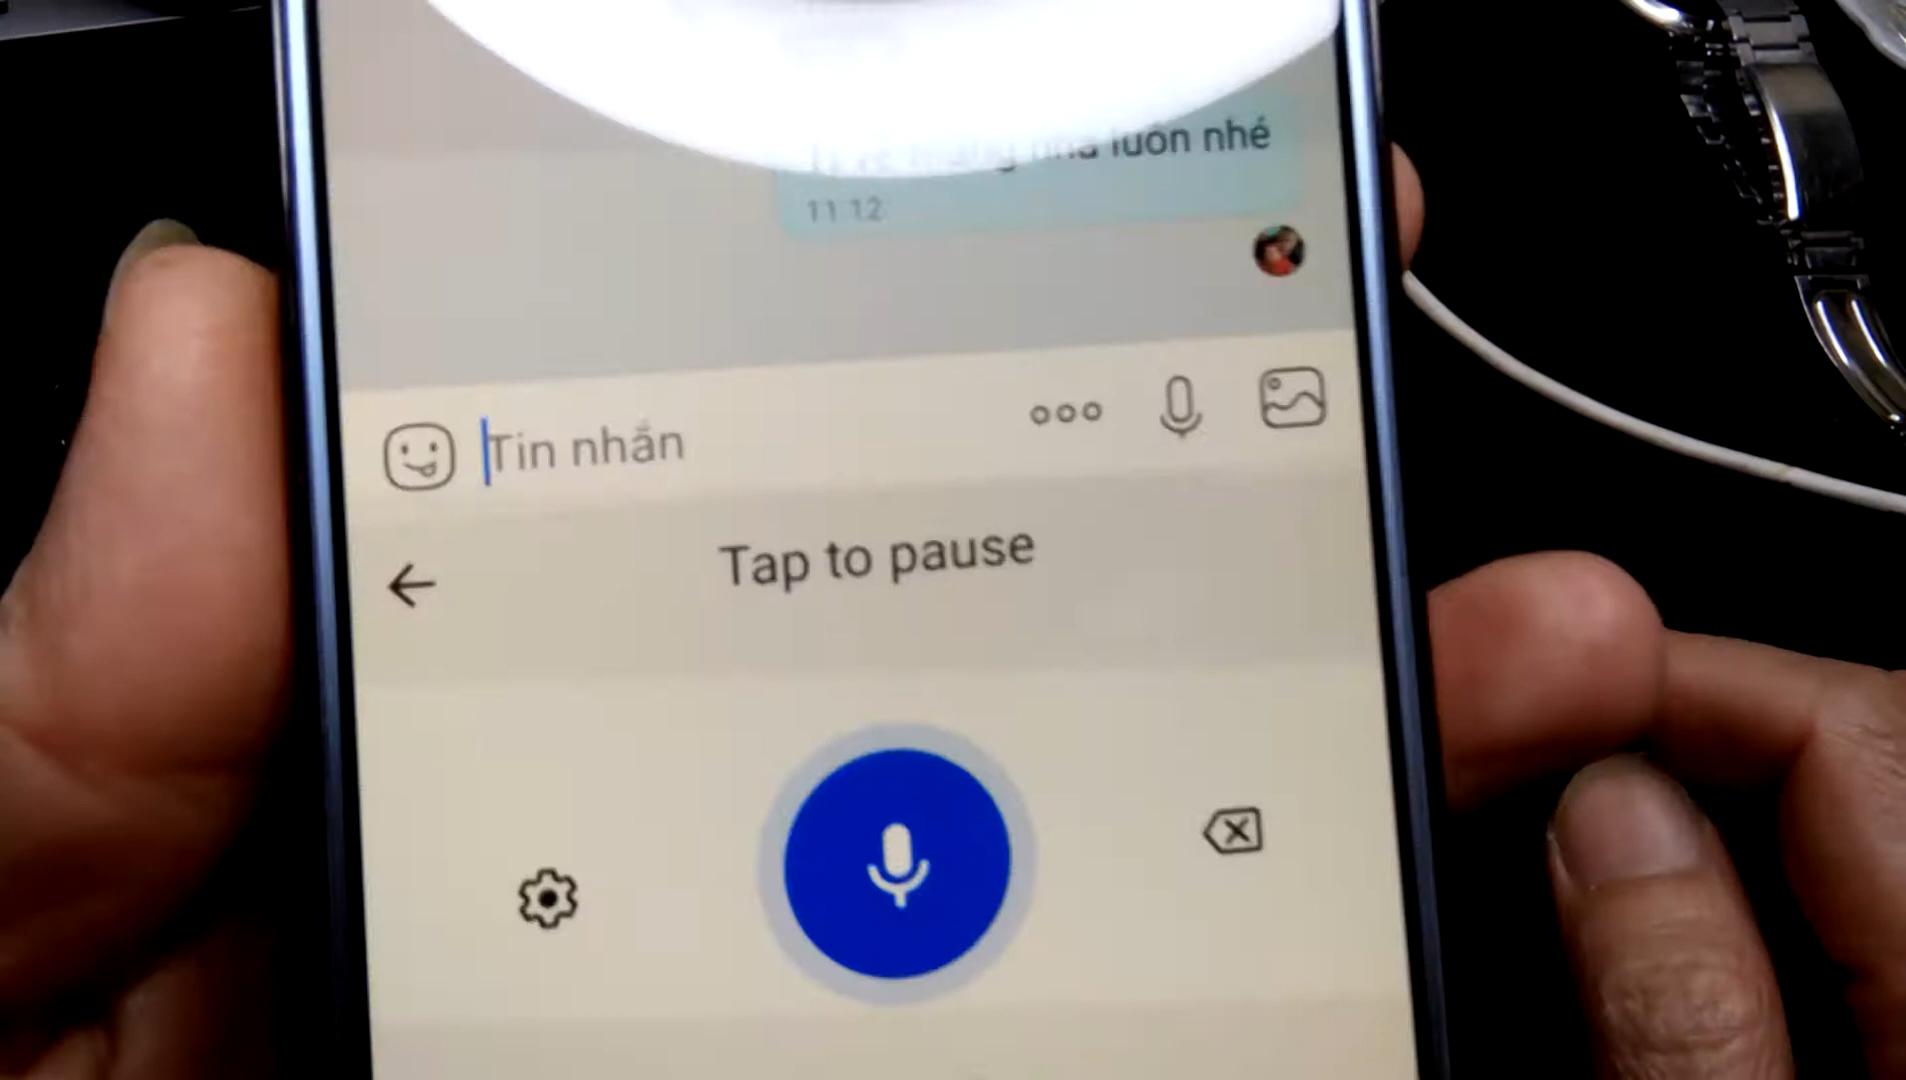 luôn nhé
11:12
Tin nhắn
Tap to pause